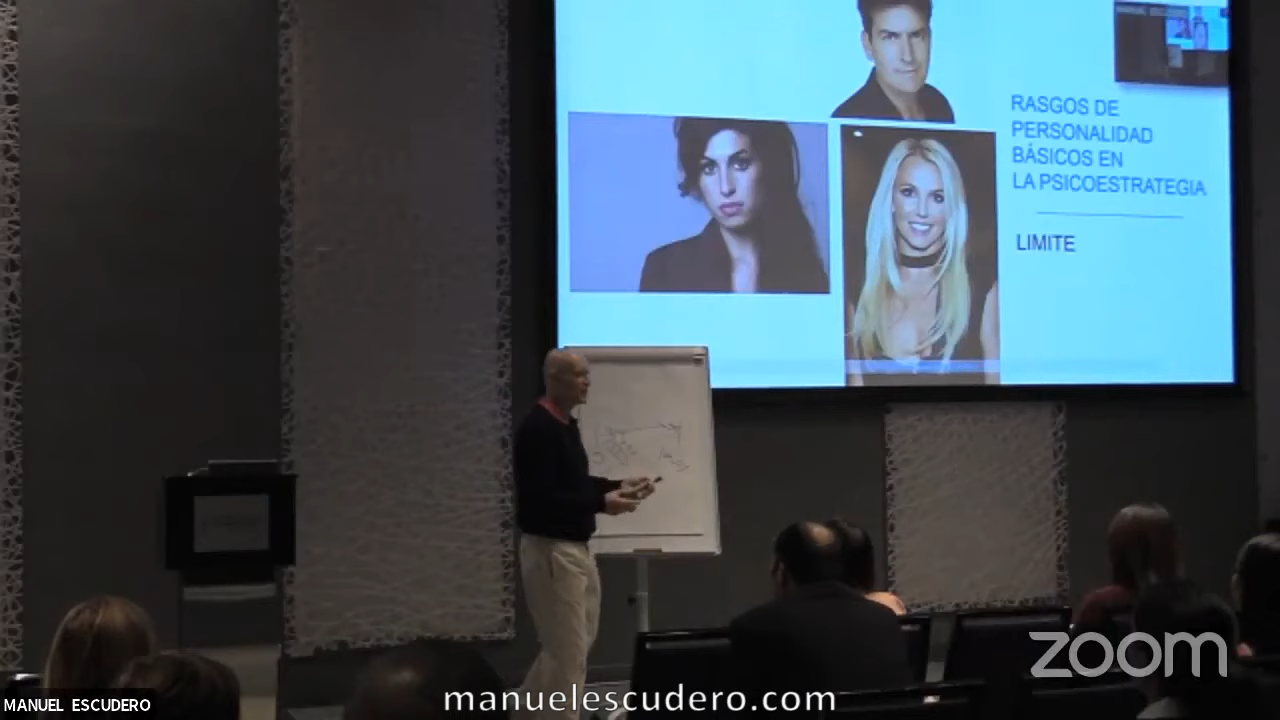 RASGOS DE
PERSONALIDAD
BÁSICOS EN
LA PSICOESTRATEGIA
LIMITE
zoom
manuelescudero.com
MANUEL ESCUDERO